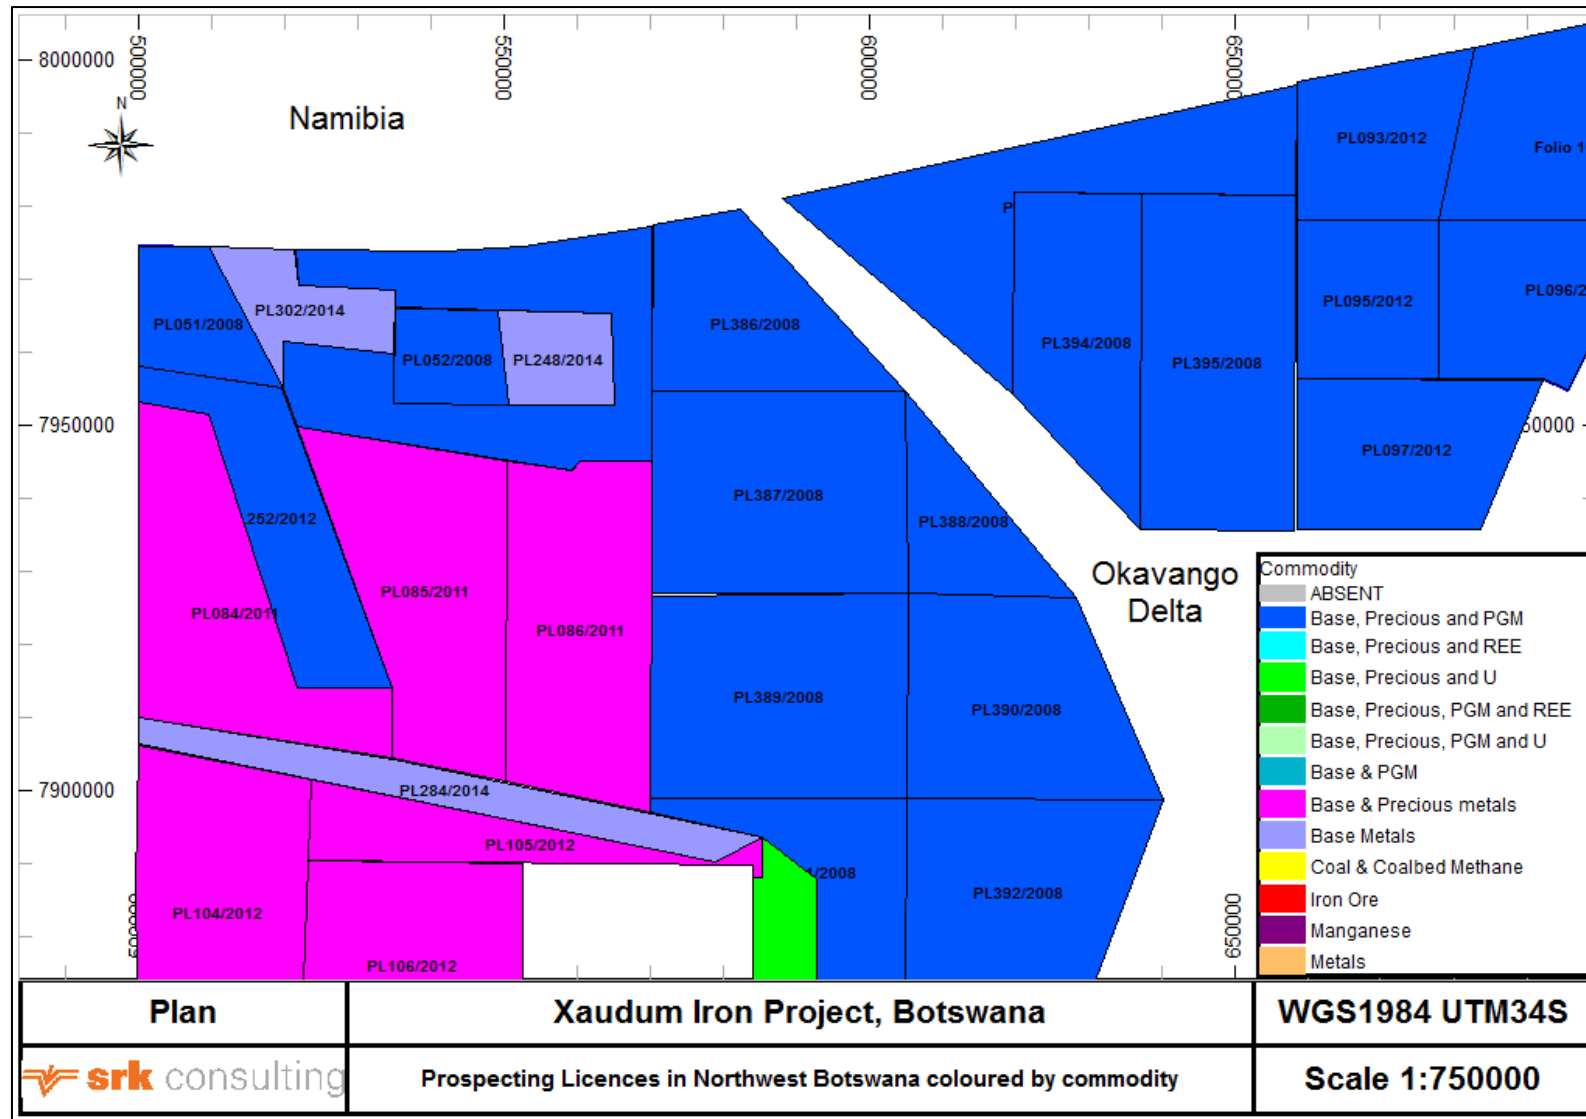 8000000
500000
550000
600000
650000
N
Namibia
PL093/2012
Folio 1
P
PL302/2014
PL051/2008
PL386/2008
PL095/2012
PL096/2
PL052/2008
PL248/2014
PL394/2008
PL395/2008
7950000
50000
PL097/2012
PL387/2008
252/2012
PL388/2008
PL085/2011
PL084/2011
PL086/2011
Okavango
Delta
PL389/2008
PL390/2008
7900000
PL284/2014
PL105/2012
/2008
PL392/2008
PL104/2012
PL106/2012
500000
650000
Commodity
ABSENT
Base, Precious and PGM
Base, Precious and REE
Base, Precious and U
Base, Precious, PGM and REE
Base, Precious, PGM and U
Base & PGM
Base & Precious metals
Base Metals
Coal & Coalbed Methane
Iron Ore
Manganese
Metals
Plan
Xaudum Iron Project, Botswana
WGS1984 UTM34S
srk consulting
Prospecting Licences in Northwest Botswana coloured by commodity
Scale 1:750000